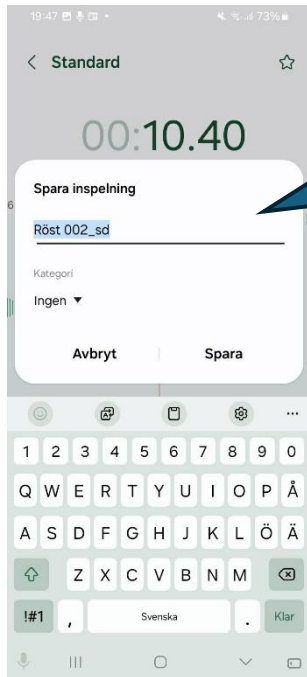 19:47 73%
Standard
00:10.40
6
Spara inspelning
Röst 002_sd
Kategori
Ingen ▼
Avbryt Spara
1 2 3 4 5 6 7 8 9 0
Q W E R T Y U I O P Å
A S D F G H J K L Ö Ä
Z X C V B N M
!#1 , Svenska . Klar